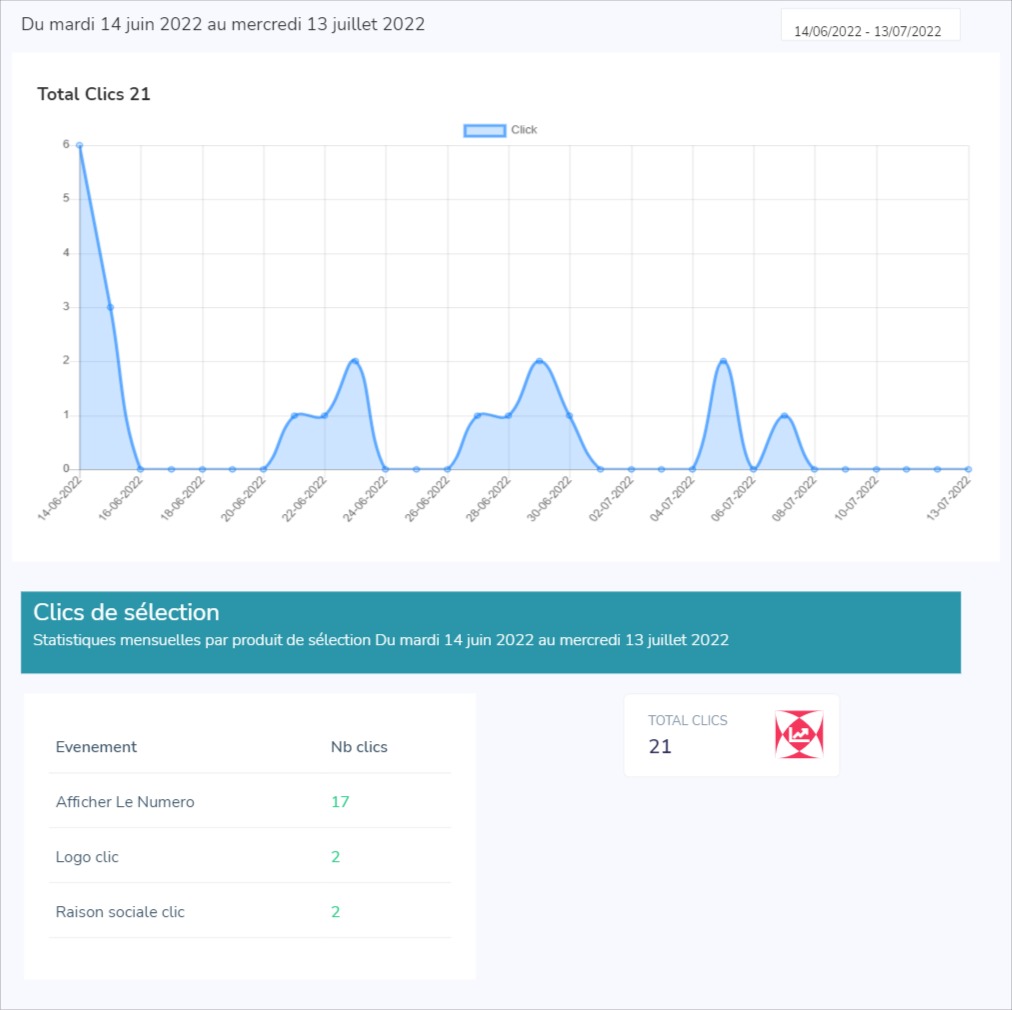 Du mardi 14 juin 2022 au mercredi 13 juillet 2022
14/06/2022 - 13/07/2022
Total Clics 21
Click
6
5
4
3
2
1
0
14-06-2022
16-06-2022
18-06-2022
20-06-2022
22-06-2022
24-06-2022
26-06-2022
28-06-2022
30-06-2022
02-07-2022
04-07-2022
06-07-2022
08-07-2022
10-07-2022
13-07-2022
Clics de sélection
Statistiques mensuelles par produit de sélection Du mardi 14 juin 2022 au mercredi 13 juillet 2022
Evenement Nb clics
Afficher Le Numero 17
Logo clic 2
Raison sociale clic 2
TOTAL CLICS
21